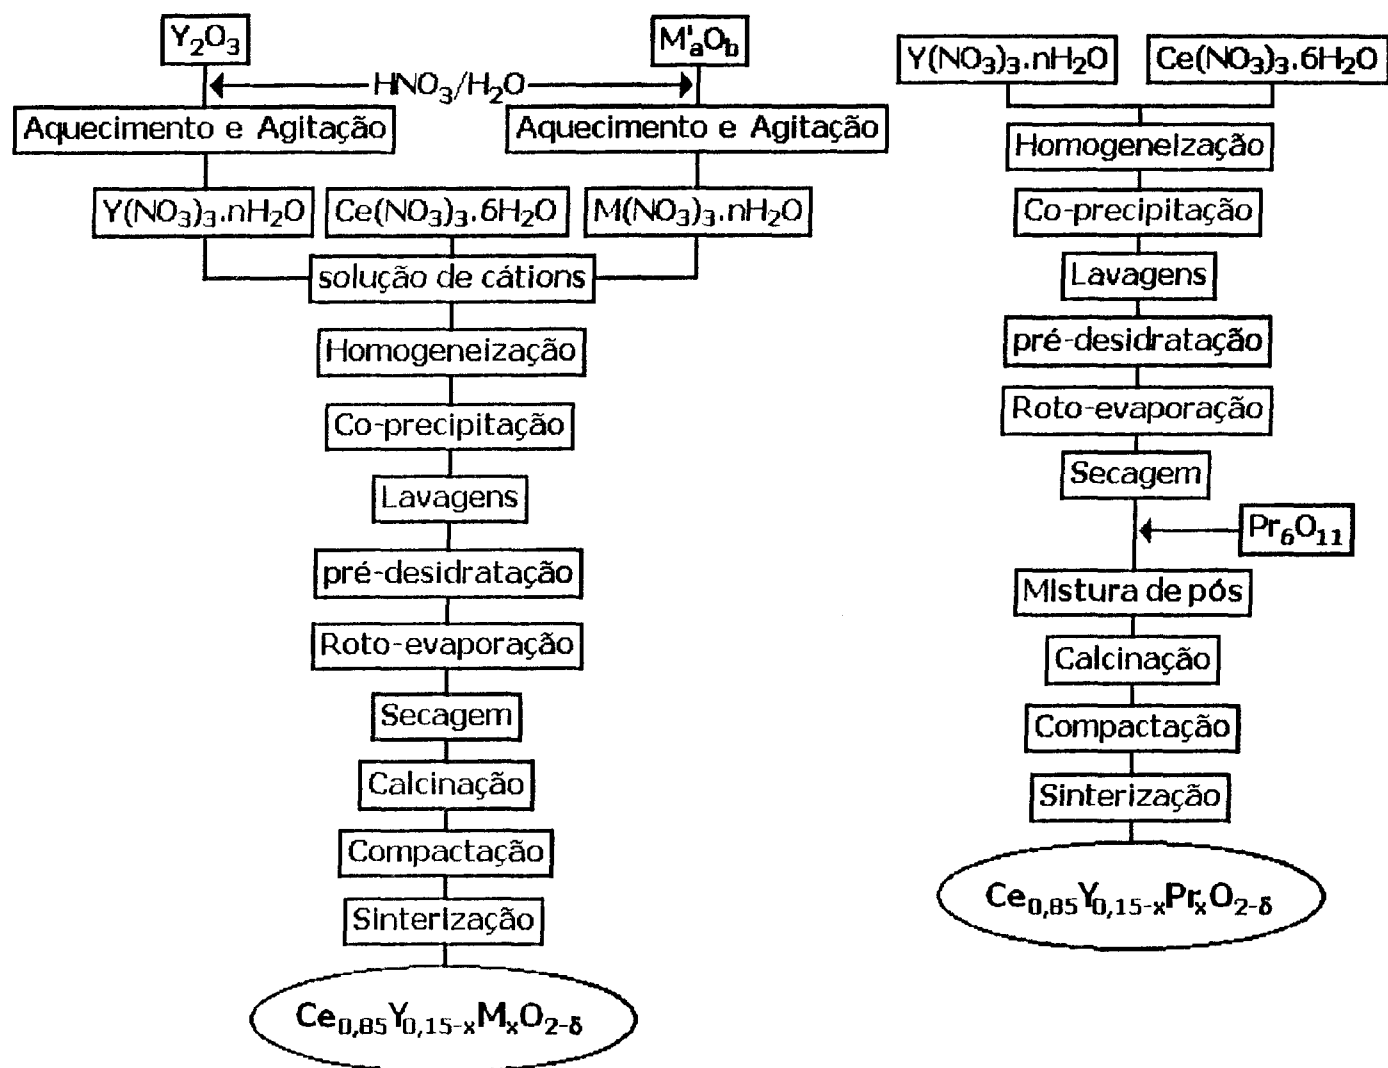 Y₂O₃
M'ₐO_b
HNO₃/H₂O
Aquecimento e Agitação
Aquecimento e Agitação
Y(NO₃)₃.nH₂O
Ce(NO₃)₃.6H₂O
M(NO₃)₃.nH₂O
solução de cátions
Homogeneização
Co-precipitação
Lavagens
pré-desidratação
Roto-evaporação
Secagem
Calcinação
Compactação
Sinterização
Ce₀,₈₅Y₀,₁₅₋ₓMₓO₂₋δ
Y(NO₃)₃.nH₂O
Ce(NO₃)₃.6H₂O
Homogeneização
Co-precipitação
Lavagens
pré-desidratação
Roto-evaporação
Secagem
Pr₆O₁₁
Mistura de pós
Calcinação
Compactação
Sinterização
Ce₀,₈₅Y₀,₁₅₋ₓPrₓO₂₋δ